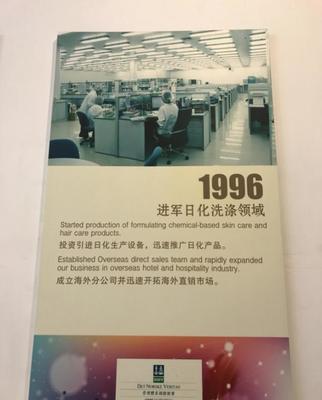 1996
进军日化洗涤领域
Started production of formulating chemical-based skin care and
hair care products.
投资引进日化生产设备，迅速推广日化产品。
Established Overseas direct sales team and rapidly expanded
our business in overseas hotel and hospitality industry.
成立海外分公司并迅速开拓海外直销市场。
DET NORSKE VERITAS